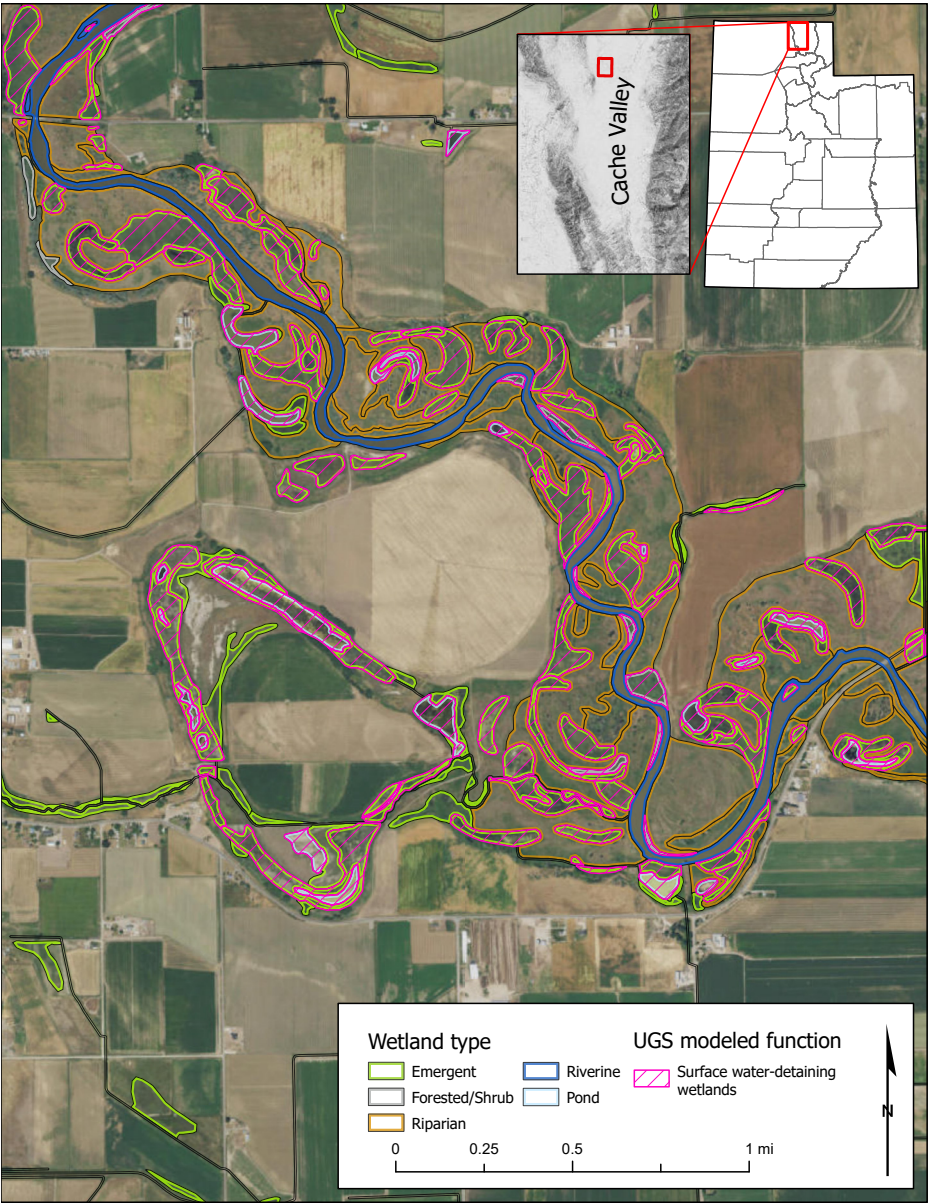 Cache Valley
Wetland type
Emergent
Forested/Shrub
Riparian
Riverine
Pond
UGS modeled function
Surface water-detaining
wetlands
N
0 0.25 0.5 1 mi